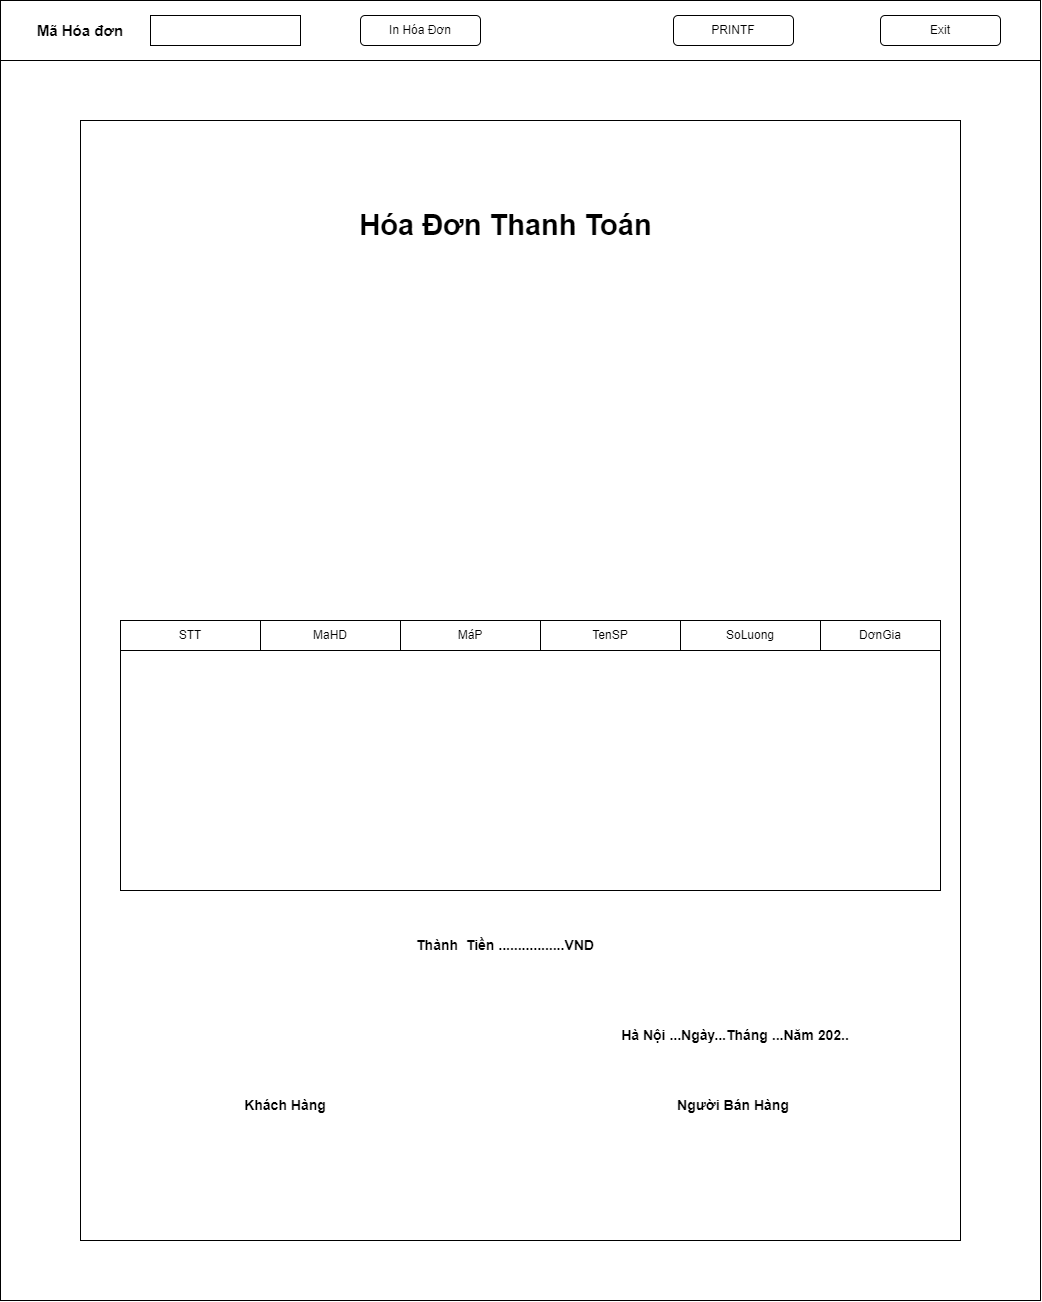 Mã Hóa đơn In Hóa Đơn PRINTF Exit
Hóa Đơn Thanh Toán
STT MaHD MáP TenSP SoLuong DơnGia
Thành Tiền .................VND
Hà Nội ...Ngày...Tháng ...Năm 202..
Khách Hàng Người Bán Hàng